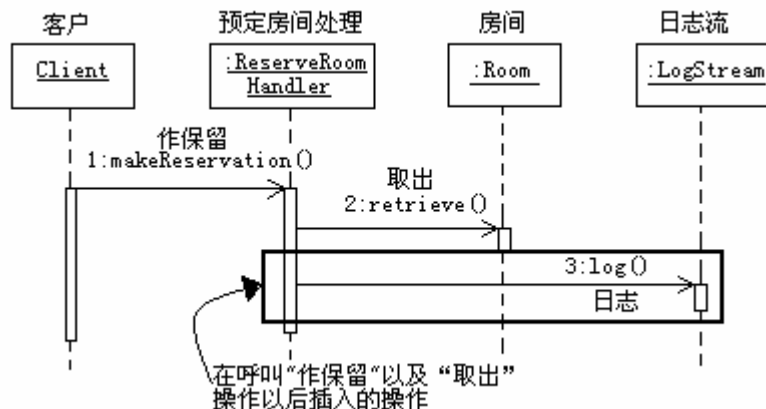 客户
预定房间处理
房间
日志流
Client
:ReserveRoom
Handler
:Room
:LogStream
作保留
1:makeReservation()
取出
2:retrieve()
3:log()
日志
在呼叫"作保留"以及“取出”
操作以后插入的操作